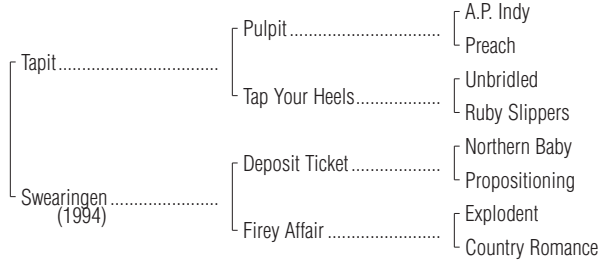 A.P. Indy
Pulpit
Preach
Tapit
Unbridled
Tap Your Heels
Ruby Slippers
Northern Baby
Deposit Ticket
Propositioning
Swearingen
(1994)
Explodent
Firey Affair
Country Romance